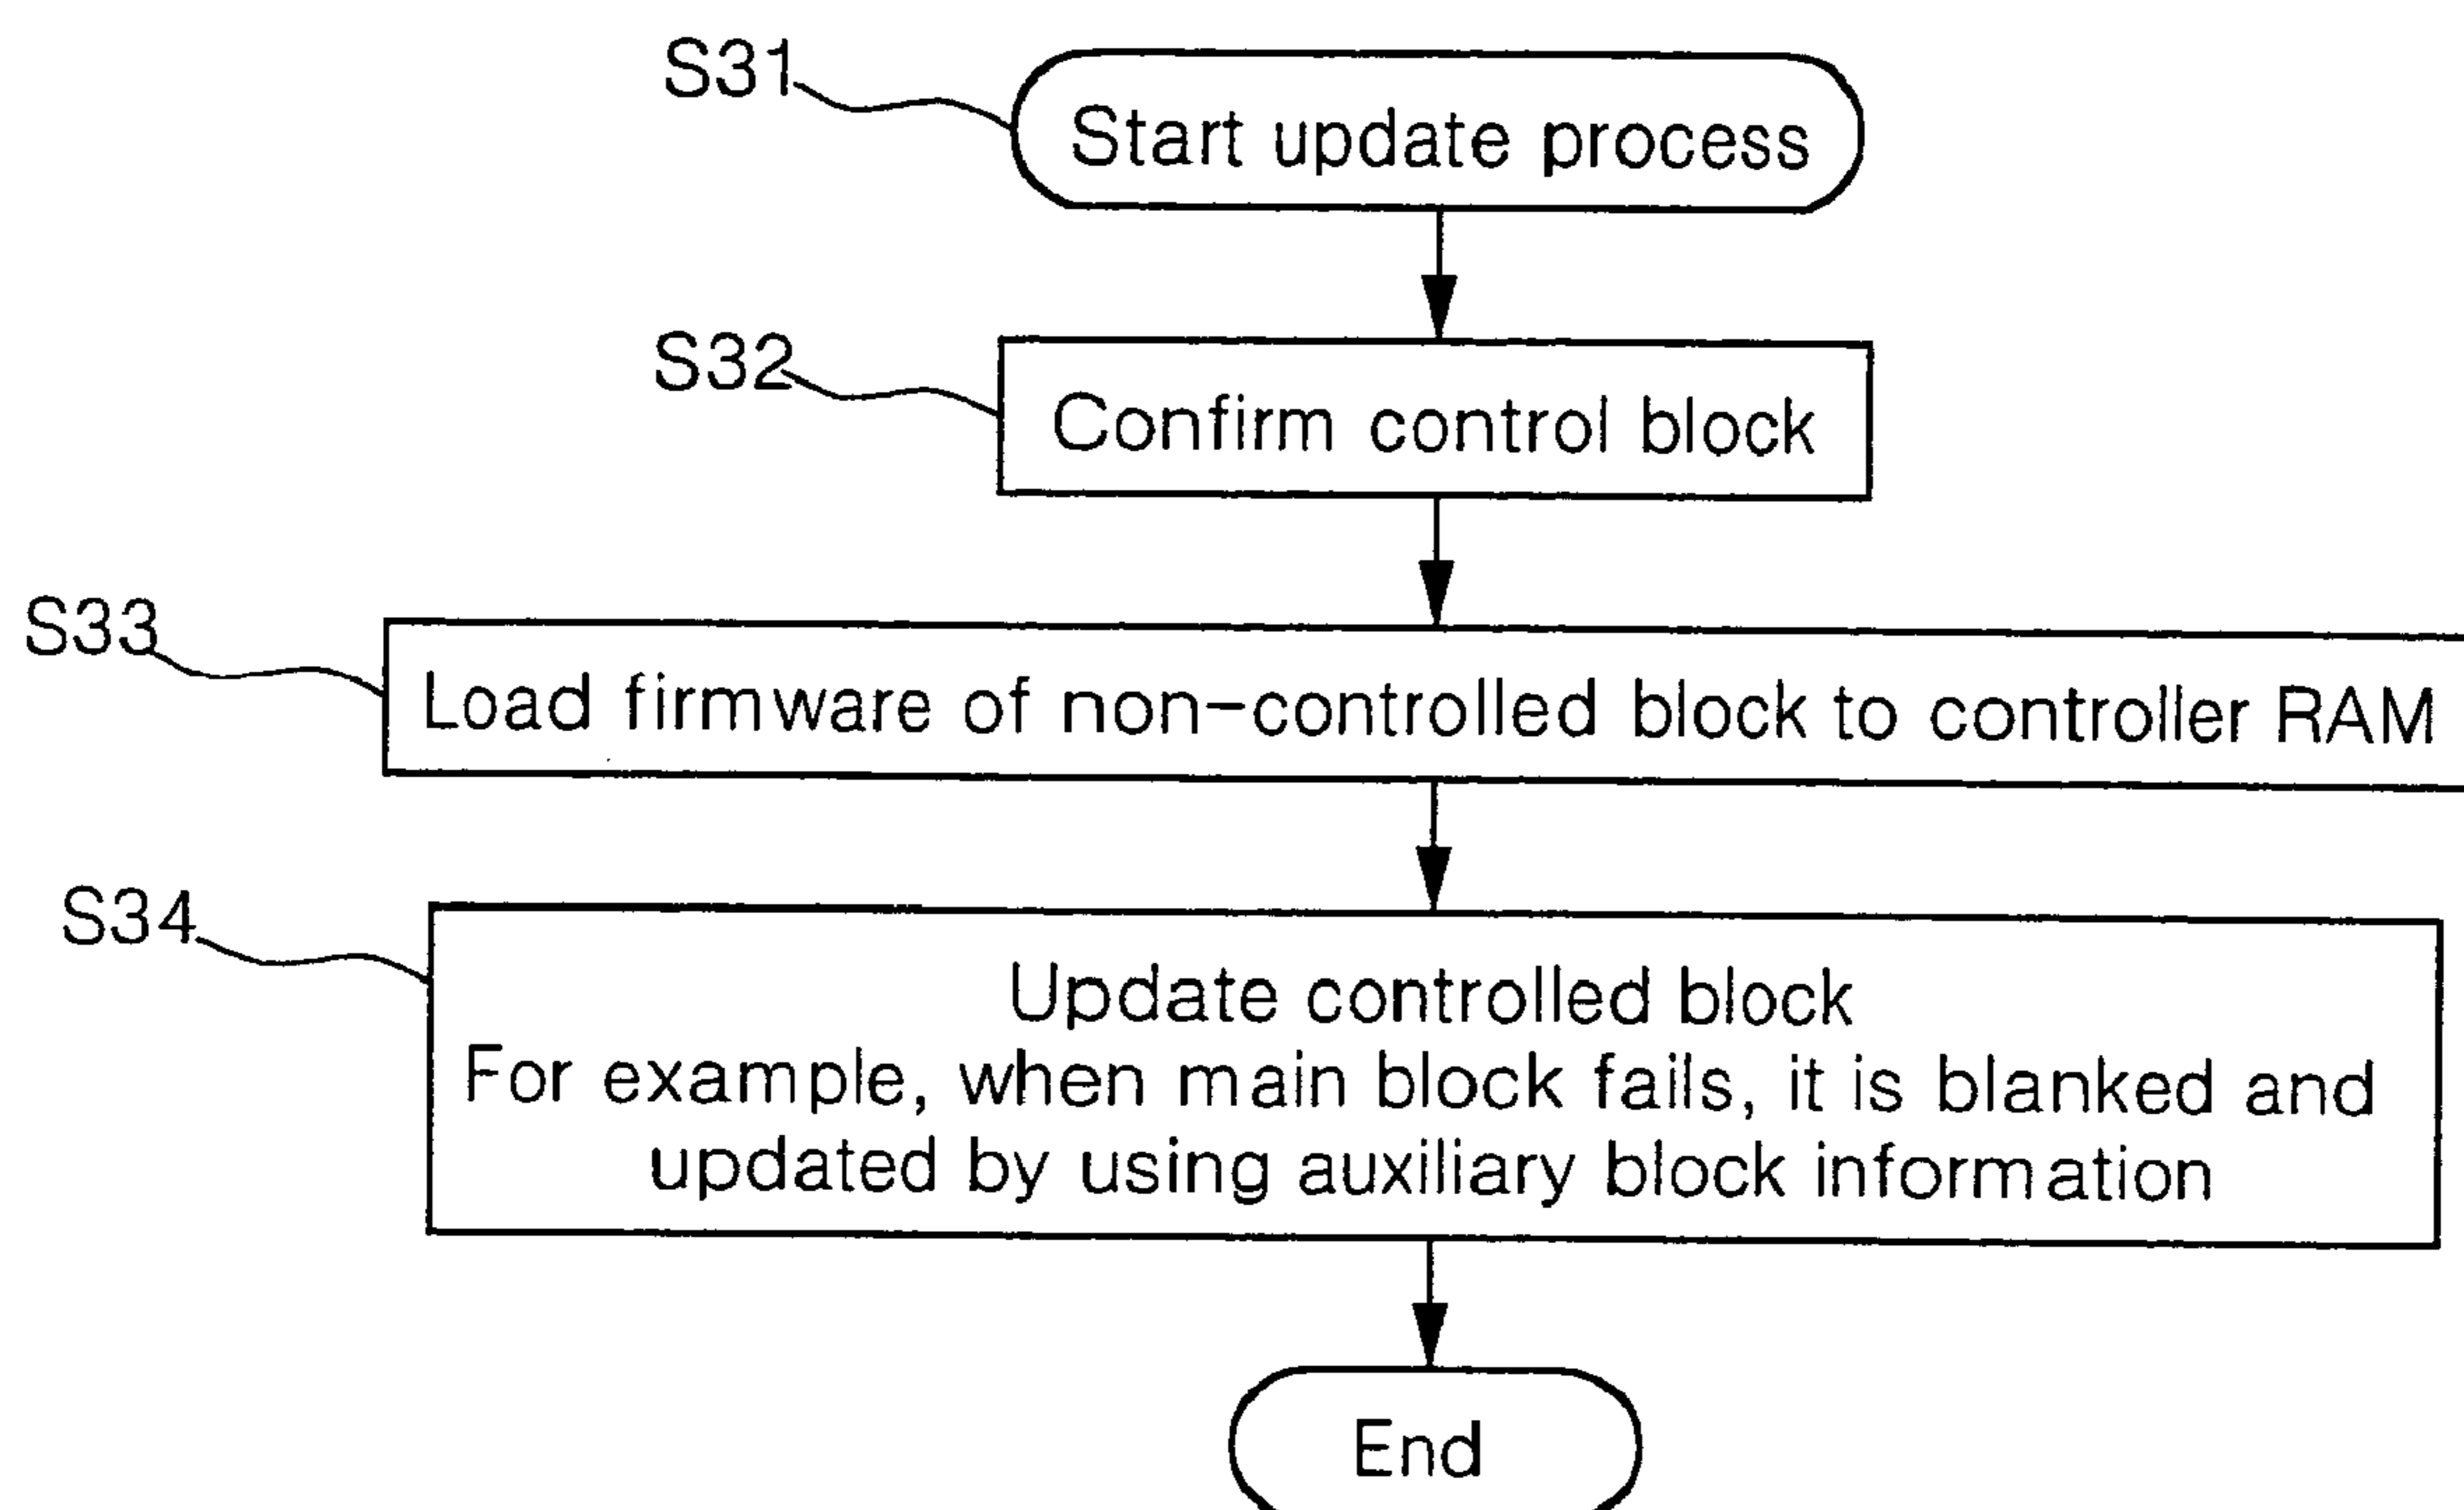 S31
Start update process
S32
Confirm control block
S33
Load firmware of non-controlled block to controller RAM
S34
Update controlled block
For example, when main block fails, it is blanked and
updated by using auxiliary block information
End